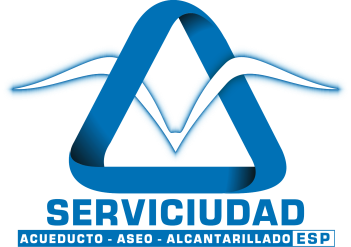 SERVICIUDAD
ACUEDUCTO - ASEO - ALCANTARILLADO ESP